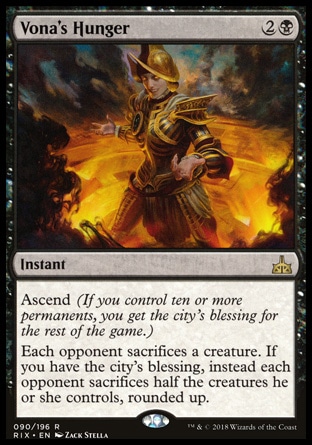 Vona's Hunger 2
Instant
Ascend (If you control ten or more
permanents, you get the city's blessing for
the rest of the game.)
Each opponent sacrifices a creature. If
you have the city's blessing, instead each
opponent sacrifices half the creatures he
or she controls, rounded up.
090/196 R
RIX • EN Zack Stella
™ & © 2018 Wizards of the Coast